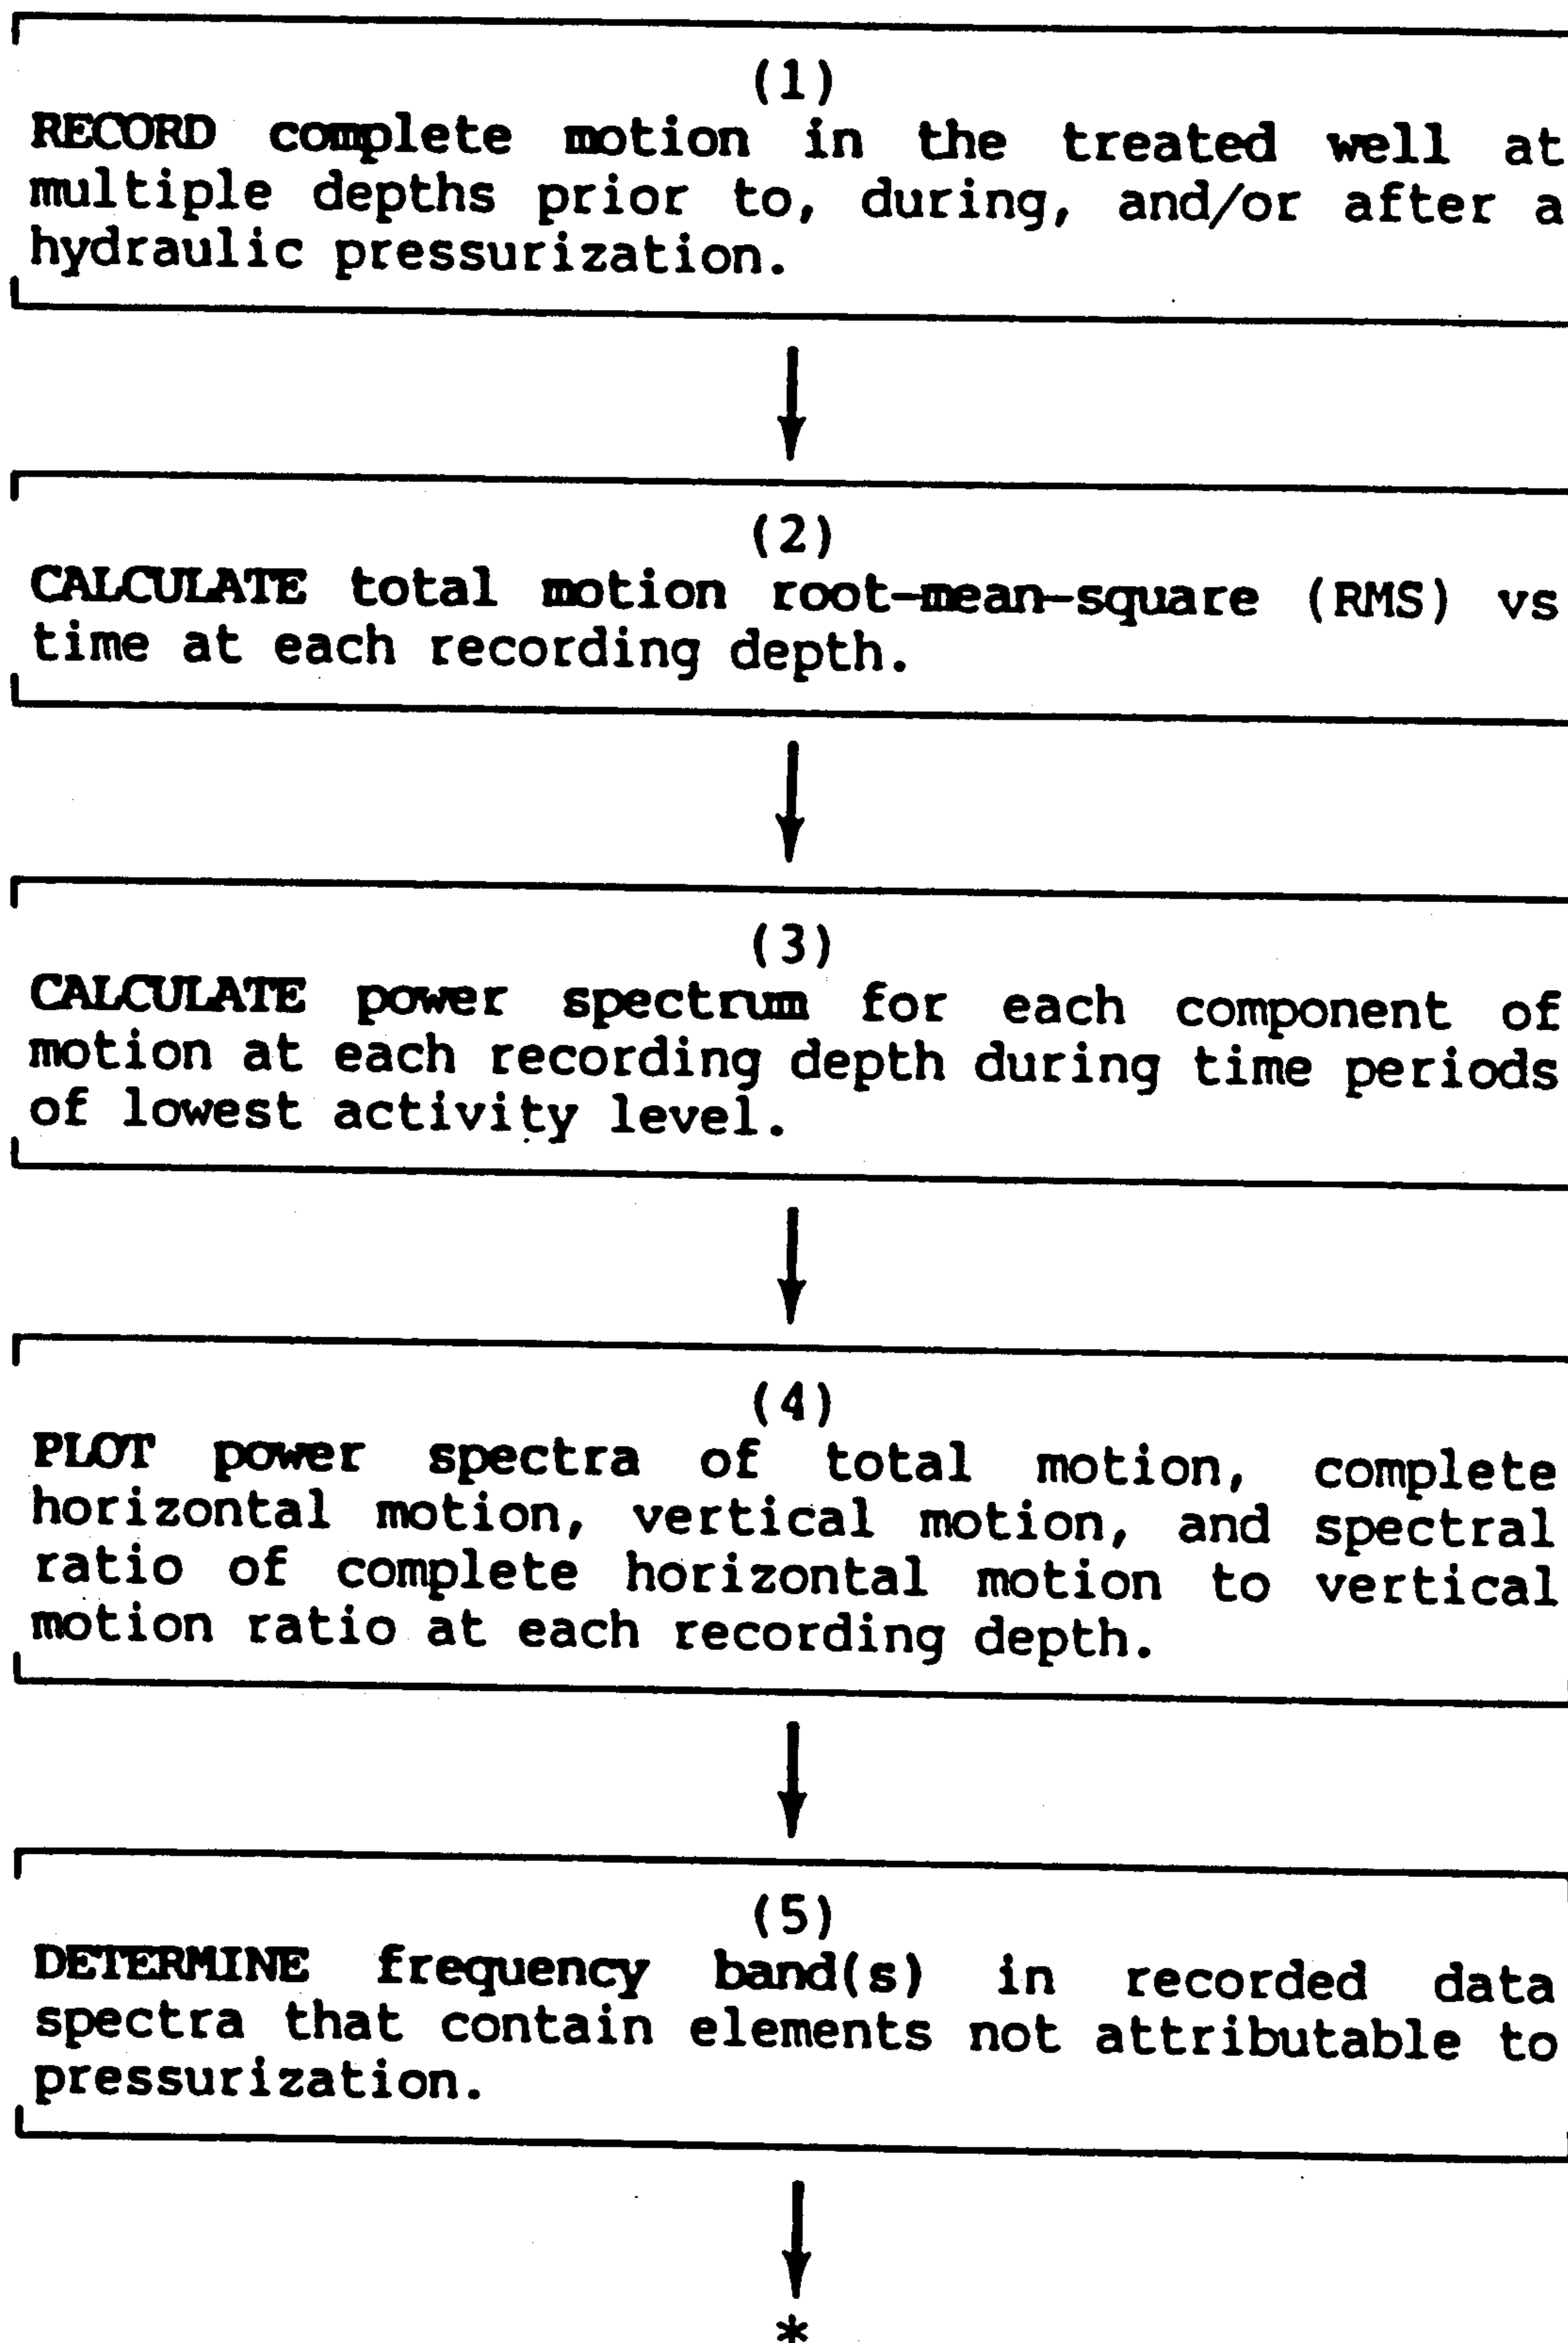 (1)
RECORD complete motion in the treated well at
multiple depths prior to, during, and/or after a
hydraulic pressurization.
(2)
CALCULATE total motion root-mean-square (RMS) vs
time at each recording depth.
(3)
CALCULATE power spectrum for each component of
motion at each recording depth during time periods
of lowest activity level.
(4)
PLOT power spectra of total motion, complete
horizontal motion, vertical motion, and spectral
ratio of complete horizontal motion to vertical
motion ratio at each recording depth.
(5)
DETERMINE frequency band(s) in recorded data
spectra that contain elements not attributable to
pressurization.
*